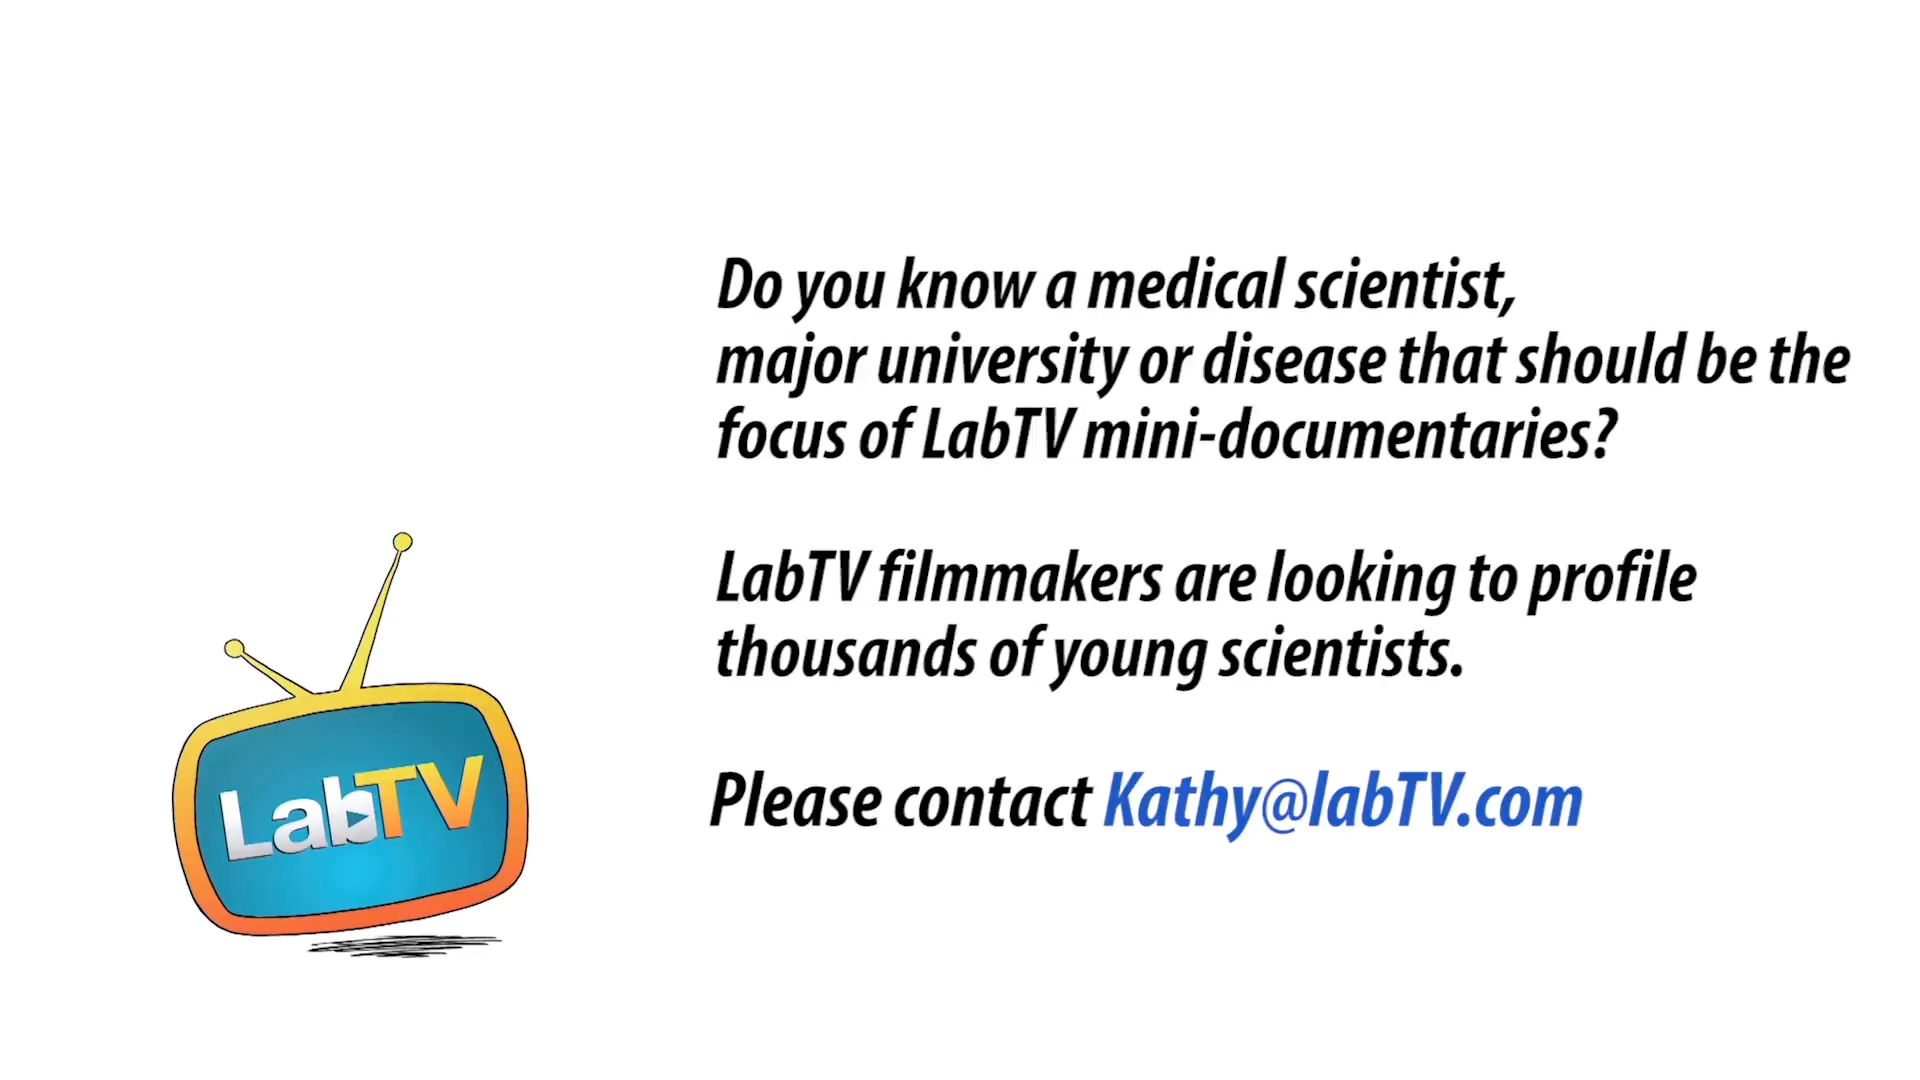 Do you know a medical scientist,
major university or disease that should be the
focus of LabTV mini-documentaries?
LabTV filmmakers are looking to profile
thousands of young scientists.
Please contact Kathy@labTV.com
LabTV